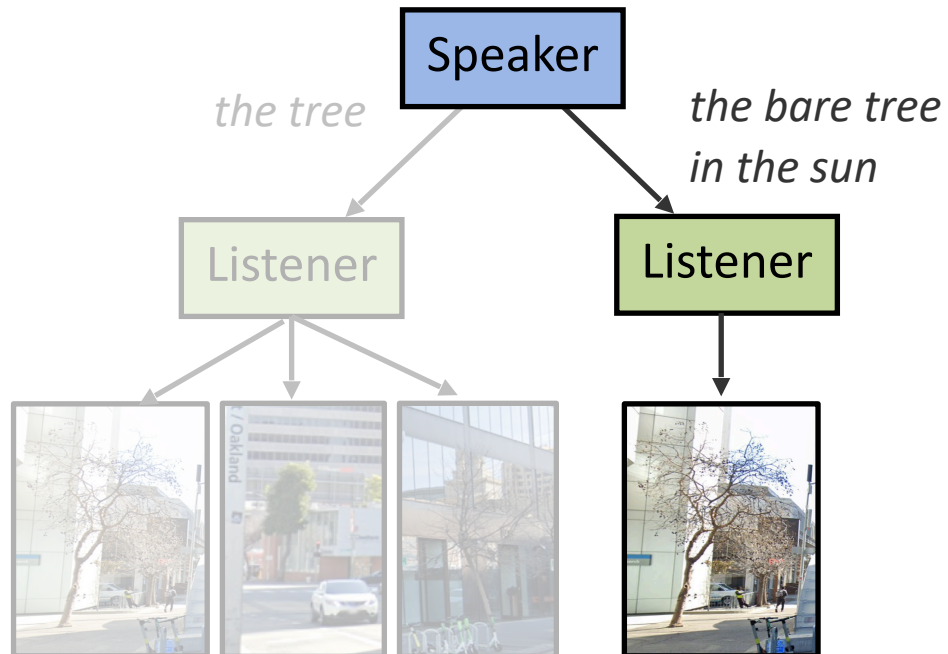 Speaker
the tree
the bare tree
in the sun
Listener
Listener
/ Oakland